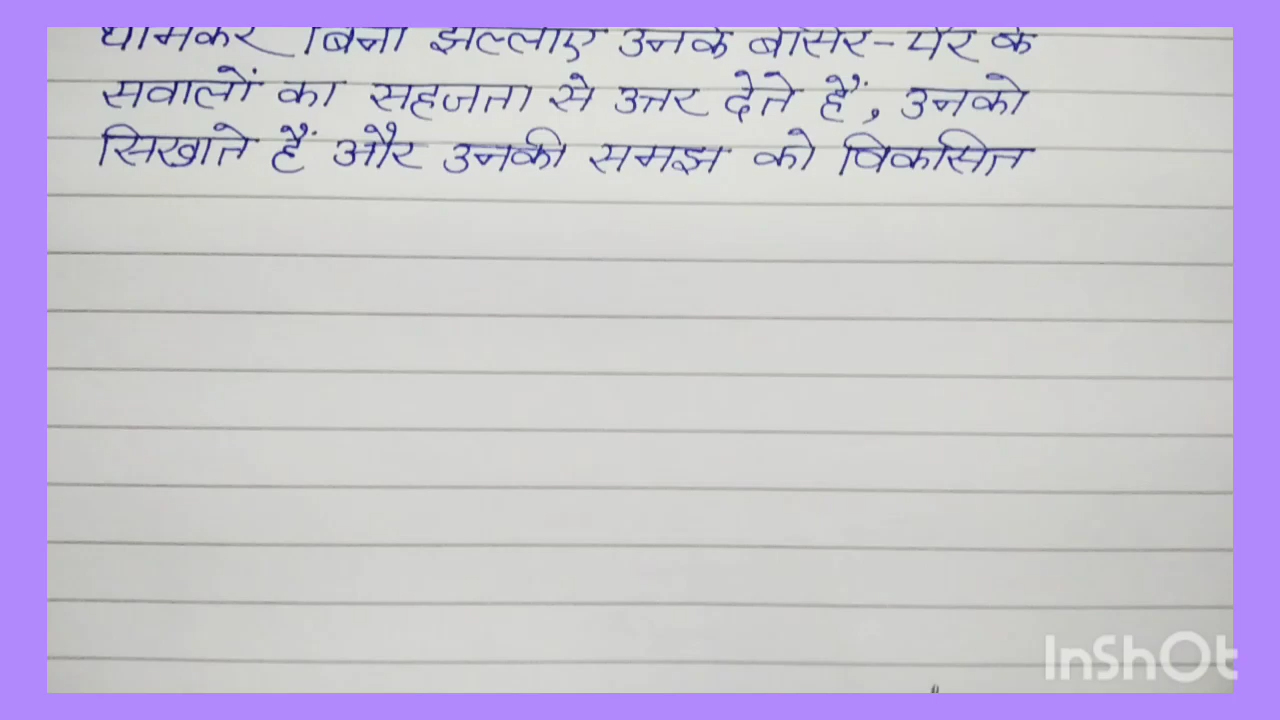 थामकर बिना झल्लाए उनके बेसिर-पैर के
सवालों का सहजता से उत्तर देते हैं, उनको
सिखाते हैं और उनकी समझ को विकसित
InShOt